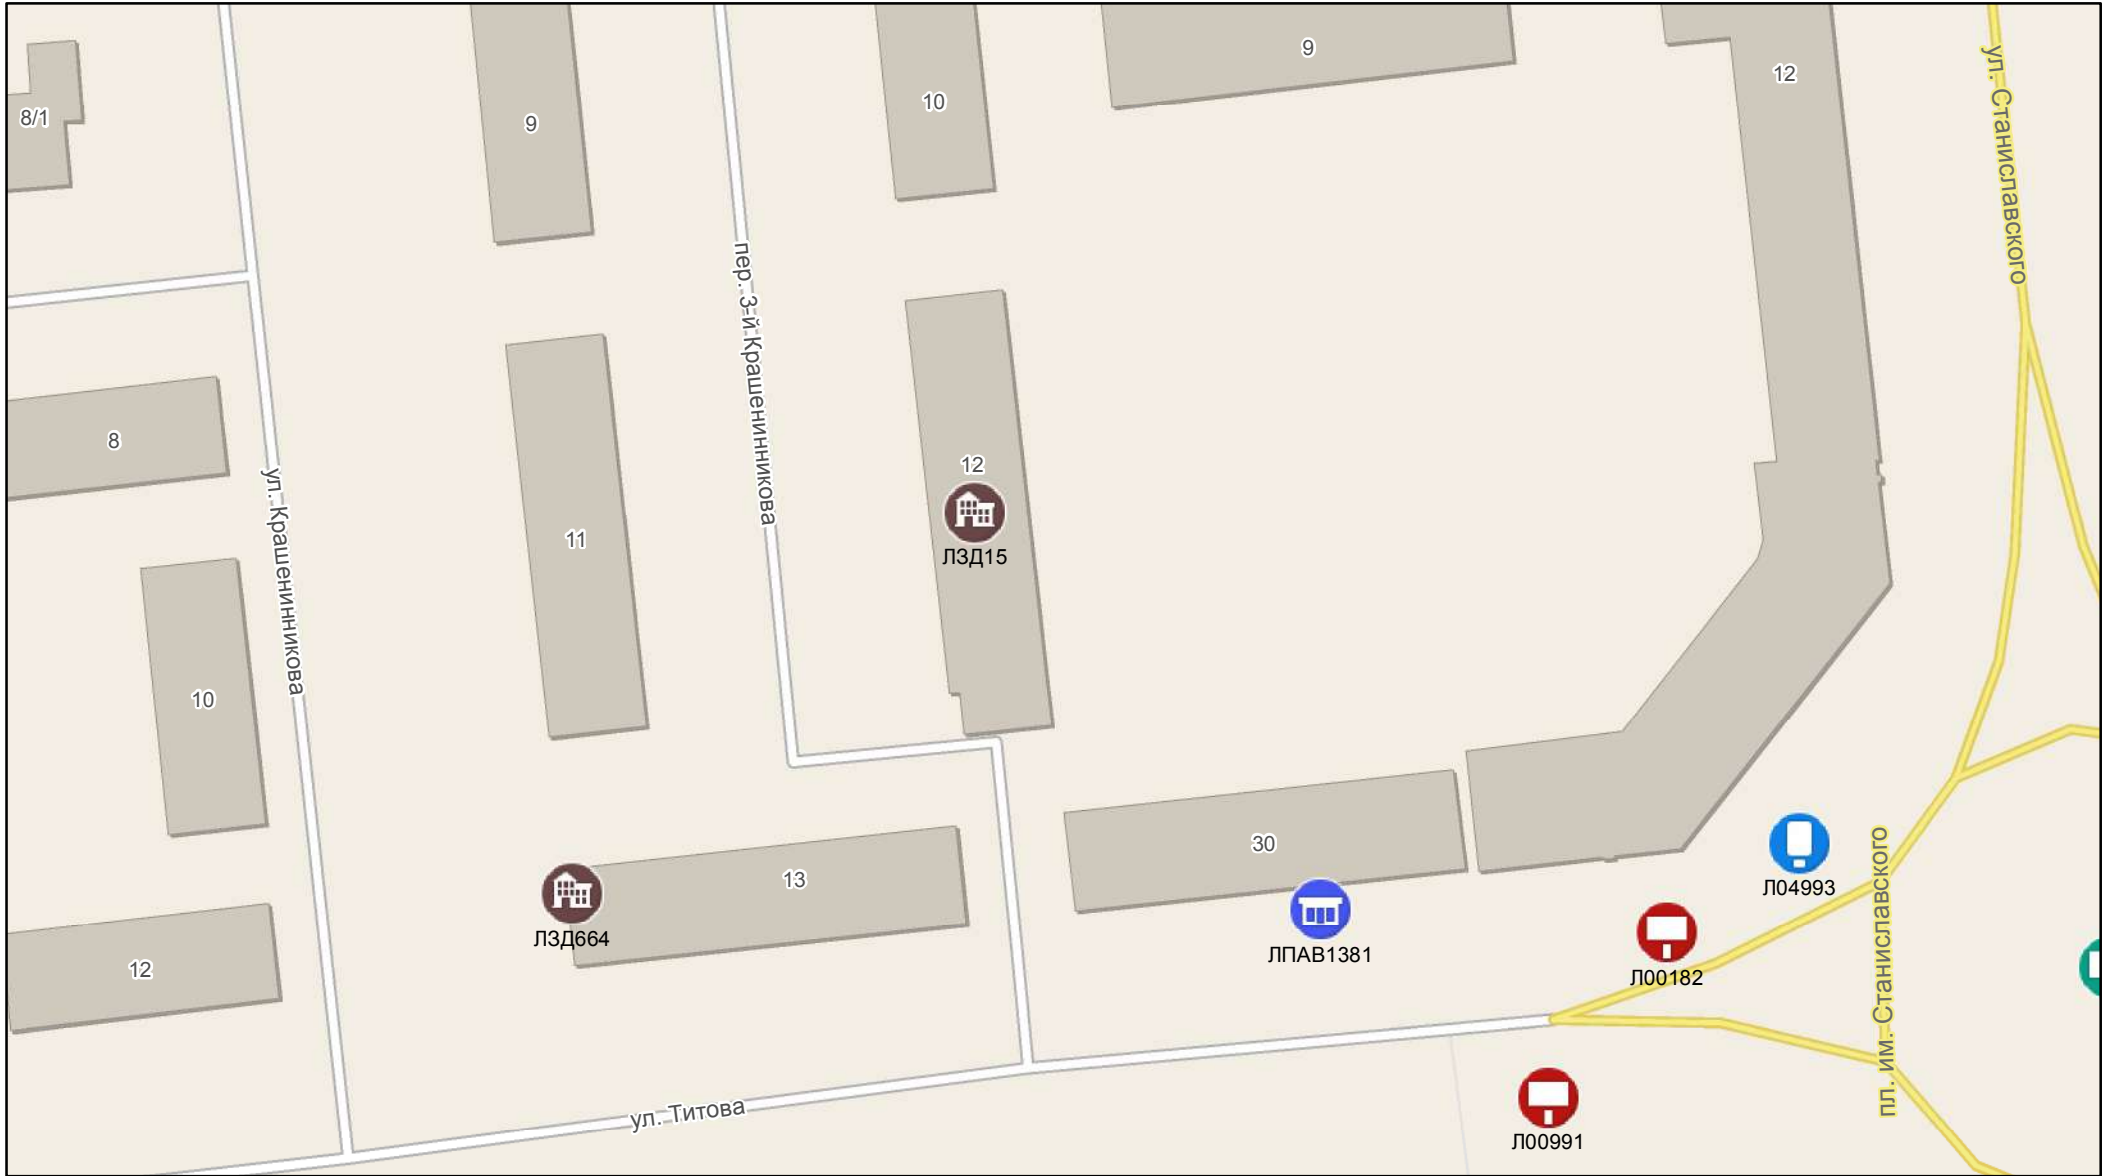 9
12
ул. Станиславского
10
8/1
9
пер. 3-й Крашенинникова
8
12
ул. Крашенинникова
11
ЛЗД15
10
30
13
Л04993
ЛЗД664
ЛПАВ1381
12
Л00182
пл. им. Станиславского
ул. Титова
Л00991